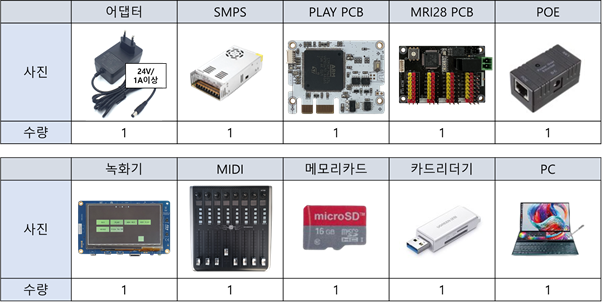 어댑터 SMPS PLAY PCB MRI28 PCB POE
사진
24V/
1A이상
수량 1 1 1 1 1
녹화기 MIDI 메모리카드 카드리더기 PC
사진
microSD
16 GB
수량 1 1 1 1 1